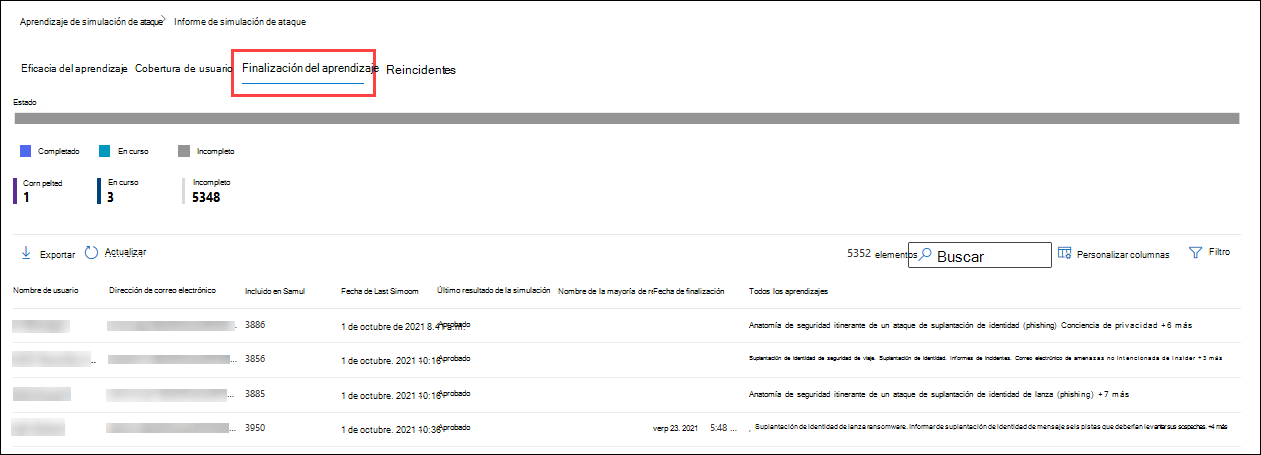 Aprendizaje de simulación de ataque Informe de simulación de ataque
Eficacia del aprendizaje Cobertura de usuario Finalización del aprendizaje Reincidentes
Estado
Completado En curso Incompleto
Corn pelted En curso Incompleto
1 3 5348
Exportar Actualizar 5352 elementos Buscar Personalizar columnas Filtro
Nombre de usuario Dirección de correo electrónico Incluido en Samul Fecha de Last Simoom Último resultado de la simulación Nombre de la mayoría de Fecha de finalización Todos los aprendizajes
3886 1 de octubre de 2021 Aprobado Anatomía de seguridad itinerante de un ataque de suplantación de identidad (phishing) Conciencia de privacidad +6 más
3856 1 de octubre. 2021 10:16 Aprobado Suplantación de identidad de seguridad de viaje. Suplantación de identidad. Informes de incidentes. Correo electrónico de amenazas no intencionada de insider +3 más
3885 1 de octubre. 2021 10:16 Aprobado Anatomía de seguridad itinerante de un ataque de suplantación de identidad de lanza (phishing) +7 más
3950 1 de octubre. 2021 10:36 Aprobado verp 23. 2021 5:48 ... , Suplantación de identidad de lanza ransomware. Informar de suplantación de identidad de mensaje seis pistas que deberían levantar sus sospechas. +4 más